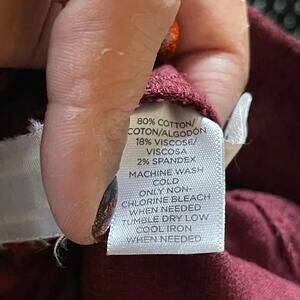 80% COTTON/
COTON/ALGODÓN
18% VISCOSE/
VISCOSA
2% SPANDEX
MACHINE WASH
COLD
ONLY NON-
CHLORINE BLEACH
WHEN NEEDED
TUMBLE DRY LOW
COOL IRON
WHEN NEEDED